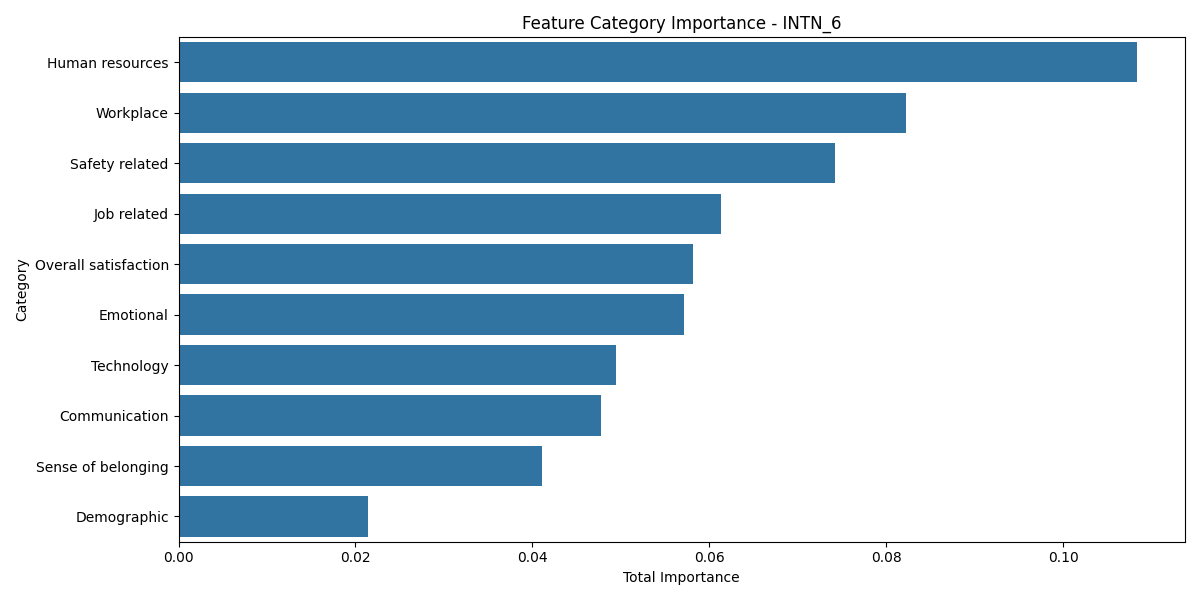 Feature Category Importance - INTN_6
Category
Human resources
Workplace
Safety related
Job related
Overall satisfaction
Emotional
Technology
Communication
Sense of belonging
Demographic
0.00 0.02 0.04 0.06 0.08 0.10
Total Importance